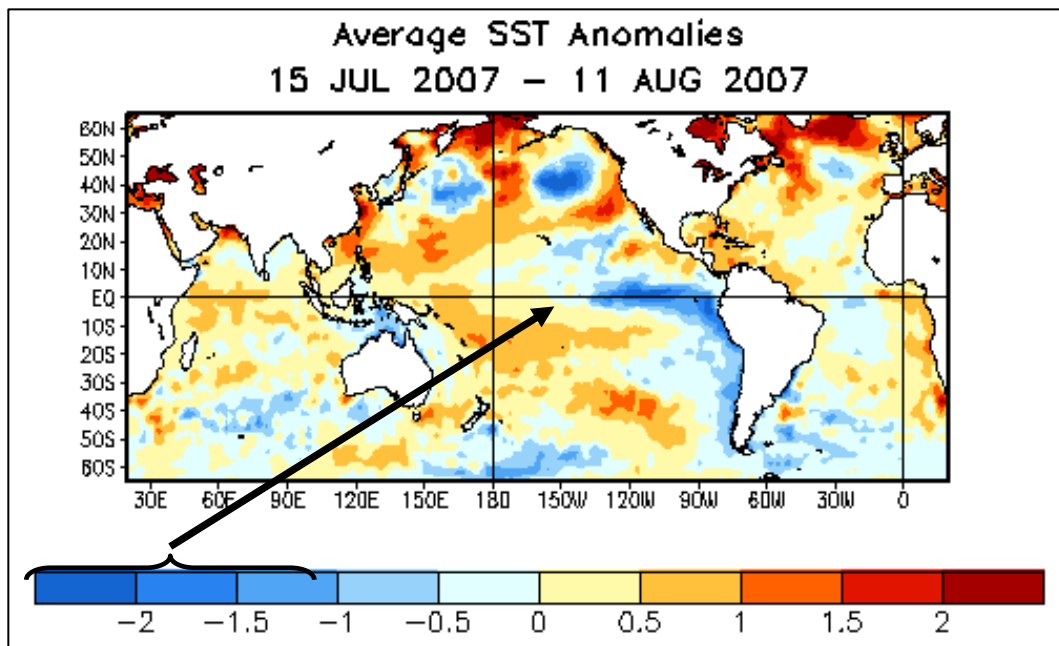 Average SST Anomalies
15 JUL 2007 – 11 AUG 2007
60N
50N
40N
30N
20N
10N
EQ
10S
20S
30S
40S
50S
60S
30E 60E 90E 120E 150E 180 150W 120W 90W 60W 30W 0
−2 −1.5 −1 −0.5 0 0.5 1 1.5 2